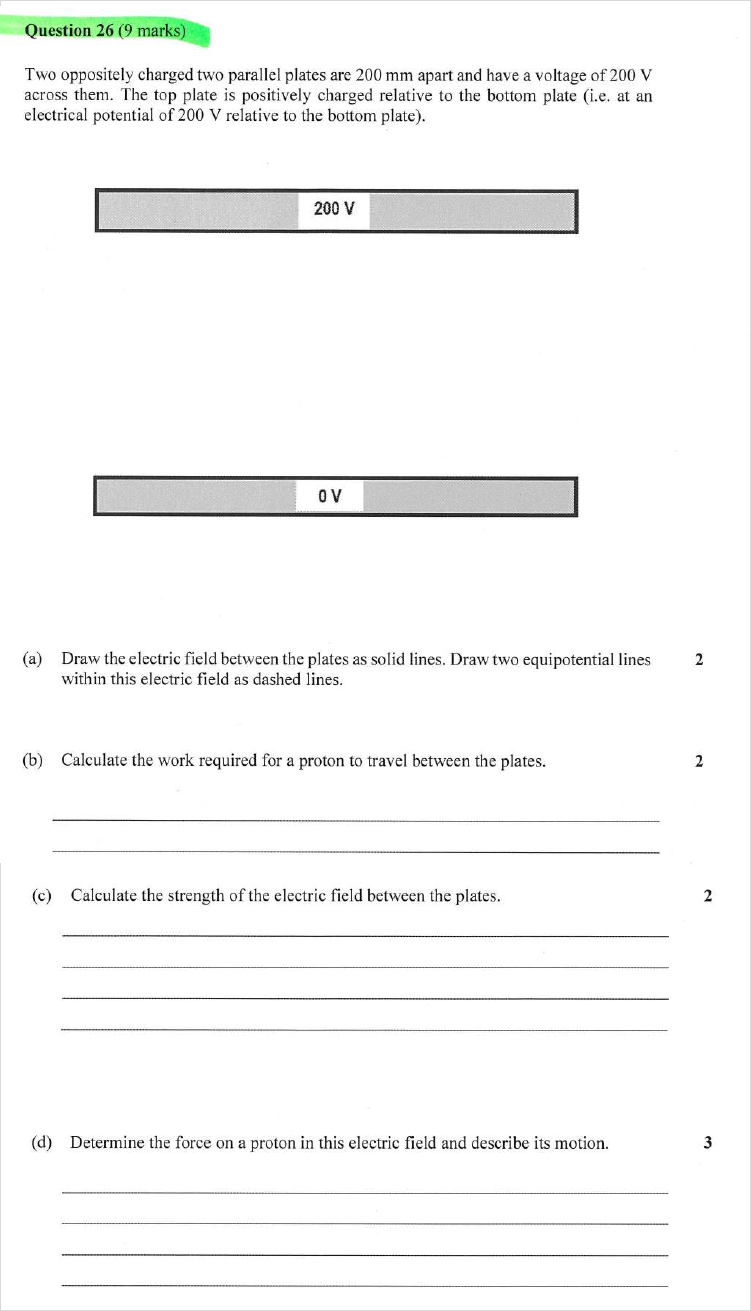 Question 26 (9 marks)
Two oppositely charged two parallel plates are 200 mm apart and have a voltage of 200 V
across them. The top plate is positively charged relative to the bottom plate (i.e. at an
electrical potential of 200 V relative to the bottom plate).
200 V
0 V
(a) Draw the electric field between the plates as solid lines. Draw two equipotential lines 2
within this electric field as dashed lines.
(b) Calculate the work required for a proton to travel between the plates. 2
(c) Calculate the strength of the electric field between the plates. 2
(d) Determine the force on a proton in this electric field and describe its motion. 3